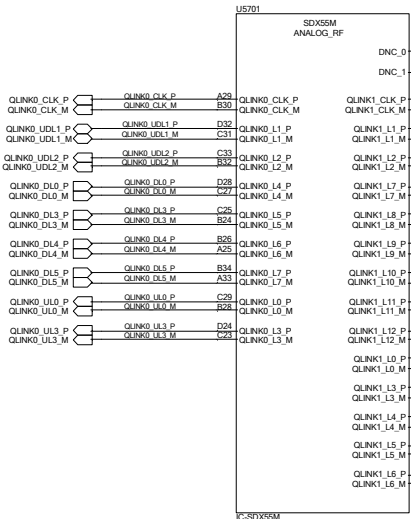 U5701
SDX55M
ANALOG_RF
DNC_0
DNC_1
QLINK0_CLK_P QLINK0_CLK_P A29 QLINK0_CLK_P QLINK1_CLK_P
QLINK0_CLK_M QLINK0_CLK_M B30 QLINK0_CLK_M QLINK1_CLK_M
QLINK0_UDL1_P QLINK0_UDL1_P D32 QLINK0_L1_P QLINK1_L1_P
QLINK0_UDL1_M QLINK0_UDL1_M C31 QLINK0_L1_M QLINK1_L1_M
QLINK0_UDL2_P QLINK0_UDL2_P C33 QLINK0_L2_P QLINK1_L2_P
QLINK0_UDL2_M QLINK0_UDL2_M B32 QLINK0_L2_M QLINK1_L2_M
QLINK0_DL0_P QLINK0_DL0_P D28 QLINK0_L4_P QLINK1_L7_P
QLINK0_DL0_M QLINK0_DL0_M C27 QLINK0_L4_M QLINK1_L7_M
QLINK0_DL3_P QLINK0_DL3_P C25 QLINK0_L5_P QLINK1_L8_P
QLINK0_DL3_M QLINK0_DL3_M B24 QLINK0_L5_M QLINK1_L8_M
QLINK0_DL4_P QLINK0_DL4_P B26 QLINK0_L6_P QLINK1_L9_P
QLINK0_DL4_M QLINK0_DL4_M A25 QLINK0_L6_M QLINK1_L9_M
QLINK0_DL5_P QLINK0_DL5_P B34 QLINK0_L7_P QLINK1_L10_P
QLINK0_DL5_M QLINK0_DL5_M A33 QLINK0_L7_M QLINK1_L10_M
QLINK0_UL0_P QLINK0_UL0_P C29 QLINK0_L0_P QLINK1_L11_P
QLINK0_UL0_M QLINK0_UL0_M B28 QLINK0_L0_M QLINK1_L11_M
QLINK0_UL3_P QLINK0_UL3_P D24 QLINK0_L3_P QLINK1_L12_P
QLINK0_UL3_M QLINK0_UL3_M C23 QLINK0_L3_M QLINK1_L12_M
QLINK1_L0_P
QLINK1_L0_M
QLINK1_L3_P
QLINK1_L3_M
QLINK1_L4_P
QLINK1_L4_M
QLINK1_L5_P
QLINK1_L5_M
QLINK1_L6_P
QLINK1_L6_M
IC-SDX55M